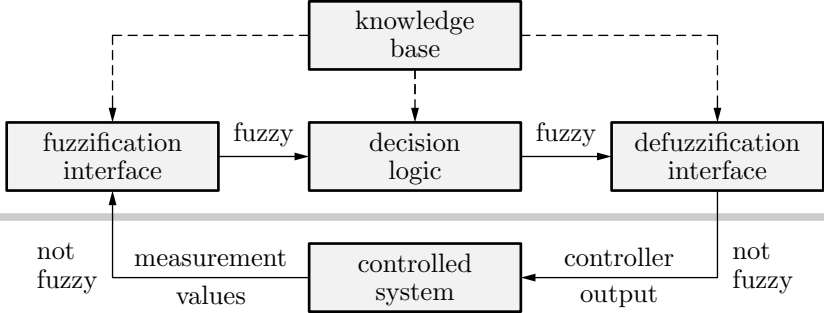 knowledge
base
fuzzification
interface
fuzzy
decision
logic
fuzzy
defuzzification
interface
not
fuzzy
measurement
values
controlled
system
controller
output
not
fuzzy